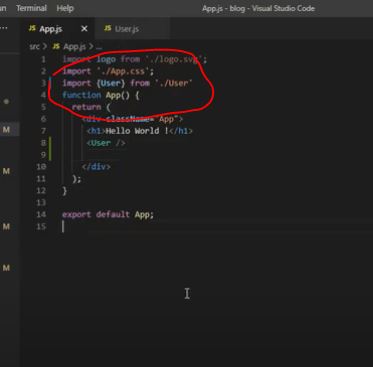 Terminal Help
App.js - blog - Visual Studio Code
JS App.js × JS User.js
src > JS App.js > ...
1 import logo from './logo.svg';
2 import './App.css';
3 import {User} from './User'
4 function App() {
5 return (
6 <div className="App">
7 <h1>Hello World !</h1>
8 <User />
9
10 </div>
11 );
12 }
13
14 export default App;
15
M
M
M
M